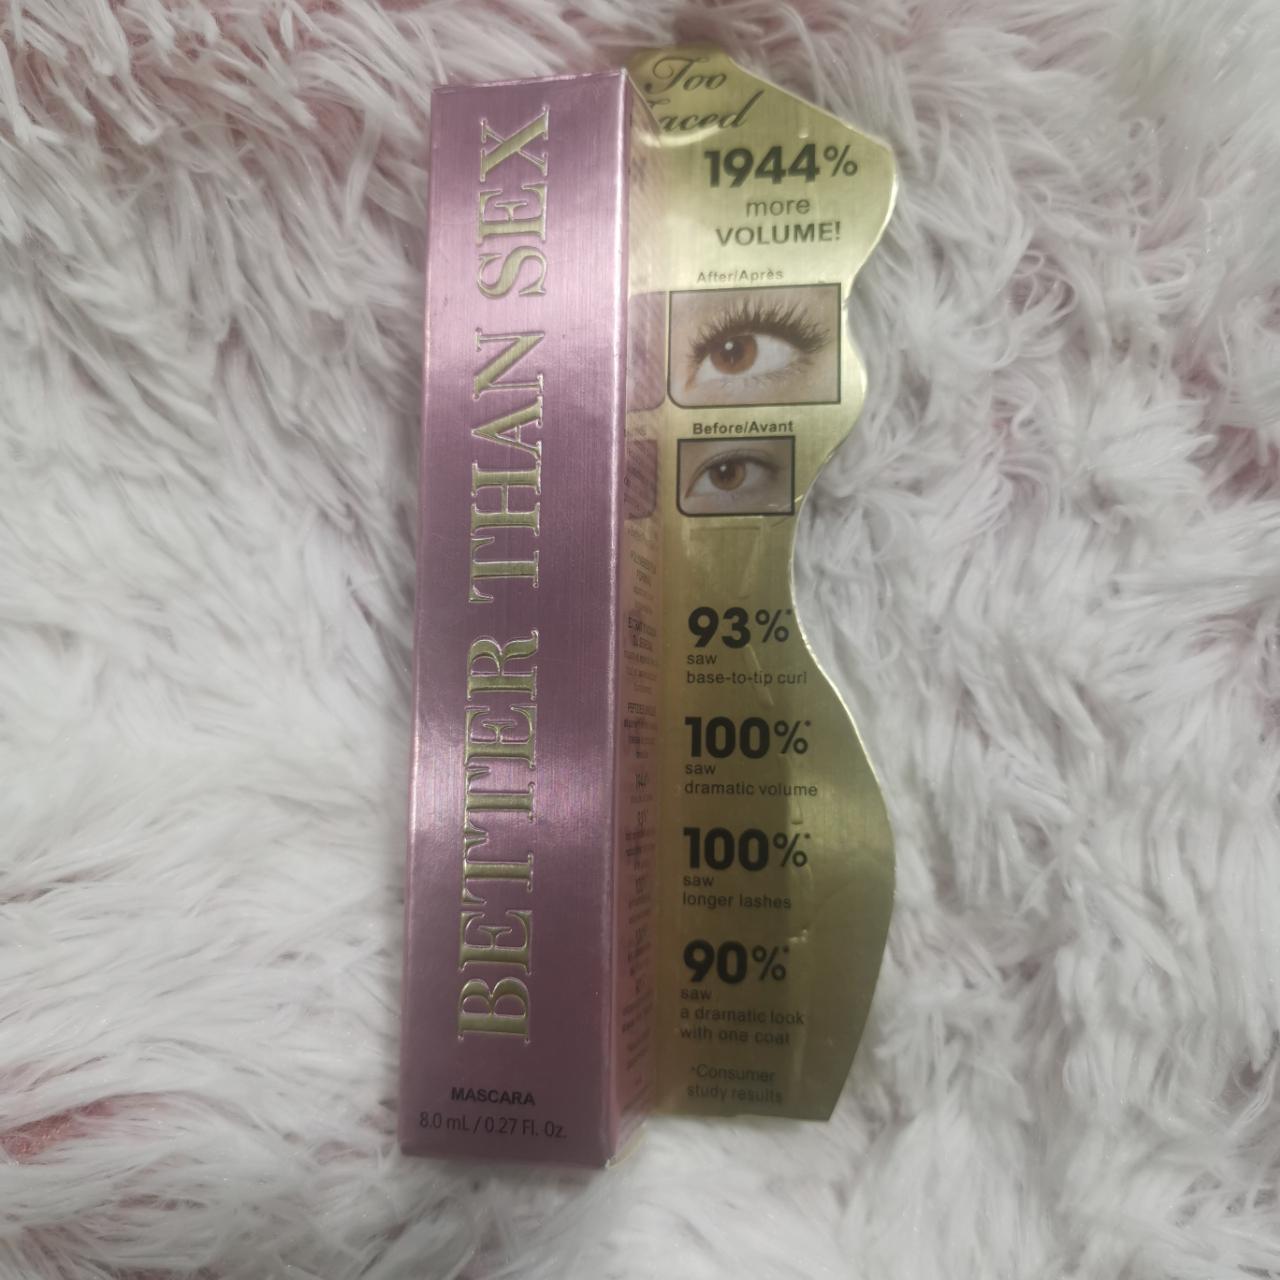 BETTER THAN SEX
MASCARA
8.0 mL / 0.27 Fl. Oz.
Too
Faced
1944%
more
VOLUME!
After/Après
Before/Avant
93%*
saw
base-to-tip curl
100%*
saw
dramatic volume
100%*
saw
longer lashes
90%*
saw
a dramatic look
with one coat
*Consumer
study results